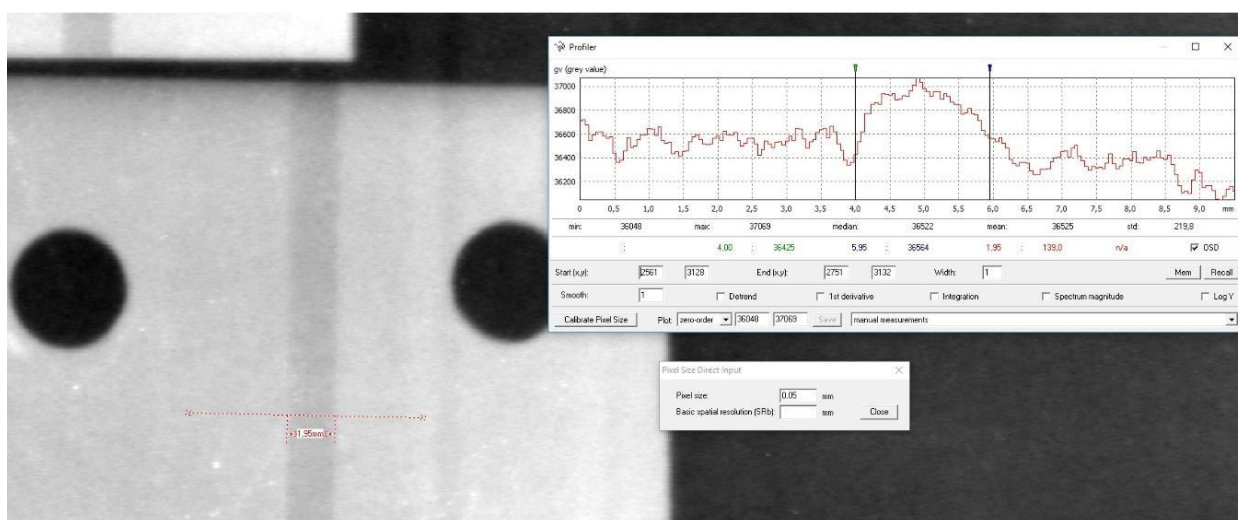 Profiler
gv (grey value)
37000
36800
36600
36400
36200
0 0,5 1,0 1,5 2,0 2,5 3,0 3,5 4,0 4,5 5,0 5,5 6,0 6,5 7,0 7,5 8,0 8,5 9,0 mm
min: 36048 max: 37069 median: 36522 mean: 36525 std: 219,8
: 4,00 : 36425 5,95 : 36564 1,95 : 139,0 n/a OSD
Start (x,y): 2561 3128 End (x,y): 2751 3132 Width: 1 Mem Recall
Smooth: 1 Detrend 1st derivative Integration Spectrum magnitude Log Y
Calibrate Pixel Size Plot: zero-order 36048 37069 Save manual measurements
Pixel Size Direct Input
Pixel size: 0.05 mm
Basic spatial resolution (SRb): mm Close
1,95mm